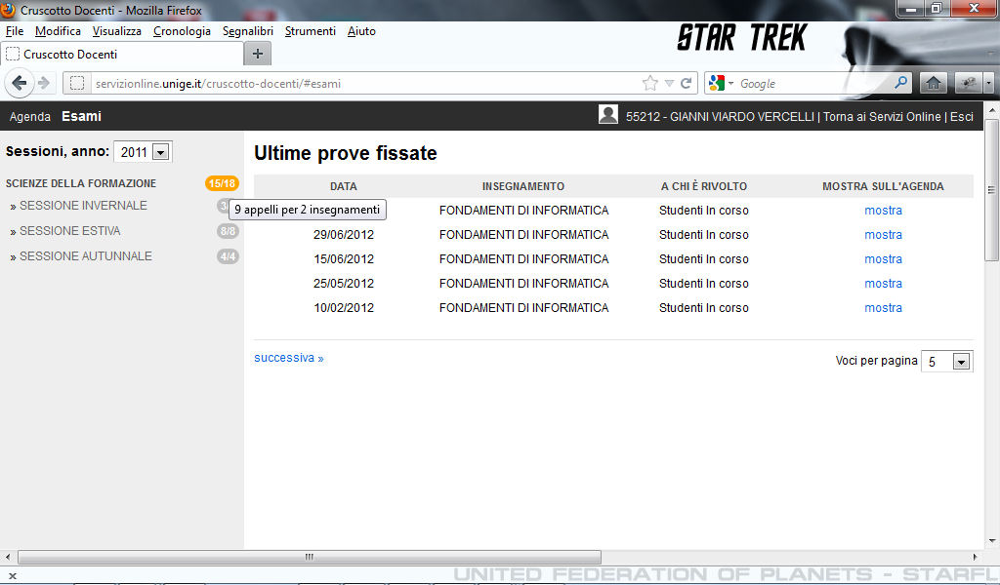 Cruscotto Docenti - Mozilla Firefox
File Modifica Visualizza Cronologia Segnalibri Strumenti Aiuto
STAR TREK
Cruscotto Docenti
servizionline.unige.it/cruscotto-docenti/#esami
Google
Agenda Esami 55212 - GIANNI VIARDO VERCELLI | Torna ai Servizi Online | Esci
Sessioni, anno: 2011
SCIENZE DELLA FORMAZIONE 15/18
» SESSIONE INVERNALE 3/
» SESSIONE ESTIVA 8/8
» SESSIONE AUTUNNALE 4/4
9 appelli per 2 insegnamenti
Ultime prove fissate
DATA INSEGNAMENTO A CHI È RIVOLTO MOSTRA SULL'AGENDA
FONDAMENTI DI INFORMATICA Studenti In corso mostra
29/06/2012 FONDAMENTI DI INFORMATICA Studenti In corso mostra
15/06/2012 FONDAMENTI DI INFORMATICA Studenti In corso mostra
25/05/2012 FONDAMENTI DI INFORMATICA Studenti In corso mostra
10/02/2012 FONDAMENTI DI INFORMATICA Studenti In corso mostra
successiva » Voci per pagina 5
UNITED FEDERATION OF PLANETS - STARFL